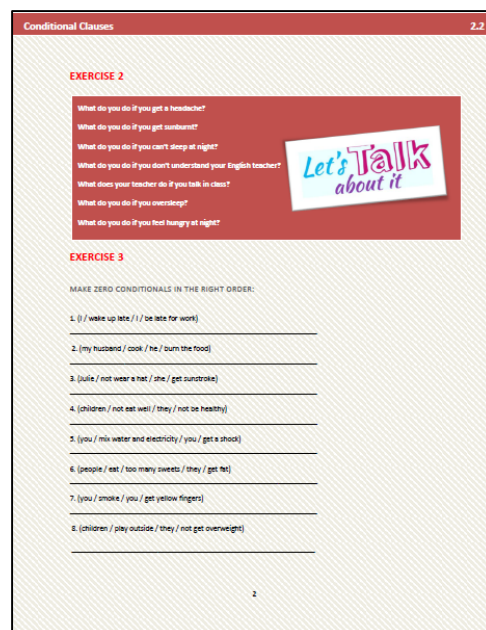 Conditional Clauses 2.2
EXERCISE 2
What do you do if you get a headache?
What do you do if you get sunburnt?
What do you do if you can't sleep at night?
What do you do if you don't understand your English teacher?
What does your teacher do if you talk in class?
What do you do if you oversleep?
What do you do if you feel hungry at night?
Let's Talk
about it
EXERCISE 3
MAKE ZERO CONDITIONALS IN THE RIGHT ORDER:
1. (I / wake up late / I / be late for work)
2. (my husband / cook / he / burn the food)
3. (Julie / not wear a hat / she / get sunstroke)
4. (children / not eat well / they / not be healthy)
5. (you / mix water and electricity / you / get a shock)
6. (people / eat / too many sweets / they / get fat)
7. (you / smoke / you / get yellow fingers)
8. (children / play outside / they / not get overweight)
2